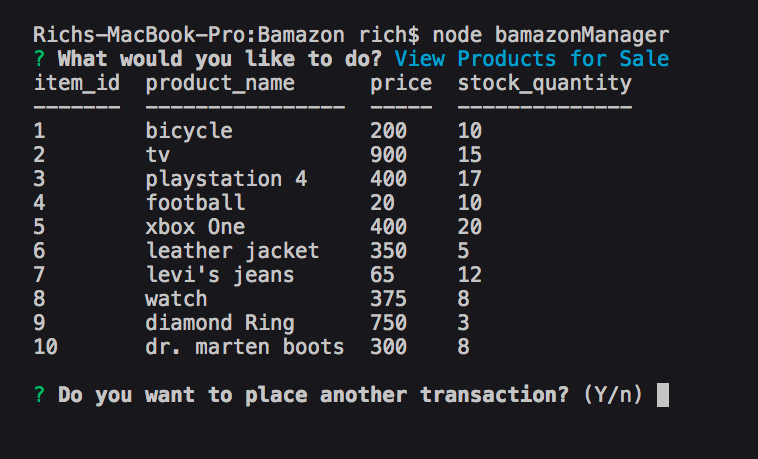 Richs-MacBook-Pro:Bamazon rich$ node bamazonManager
? What would you like to do? View Products for Sale
item_id  product_name      price  stock_quantity
-------  ----------------  -----  --------------
1        bicycle           200    10
2        tv                900    15
3        playstation 4     400    17
4        football          20     10
5        xbox One          400    20
6        leather jacket    350    5
7        levi's jeans      65     12
8        watch             375    8
9        diamond Ring      750    3
10       dr. marten boots  300    8
? Do you want to place another transaction? (Y/n)